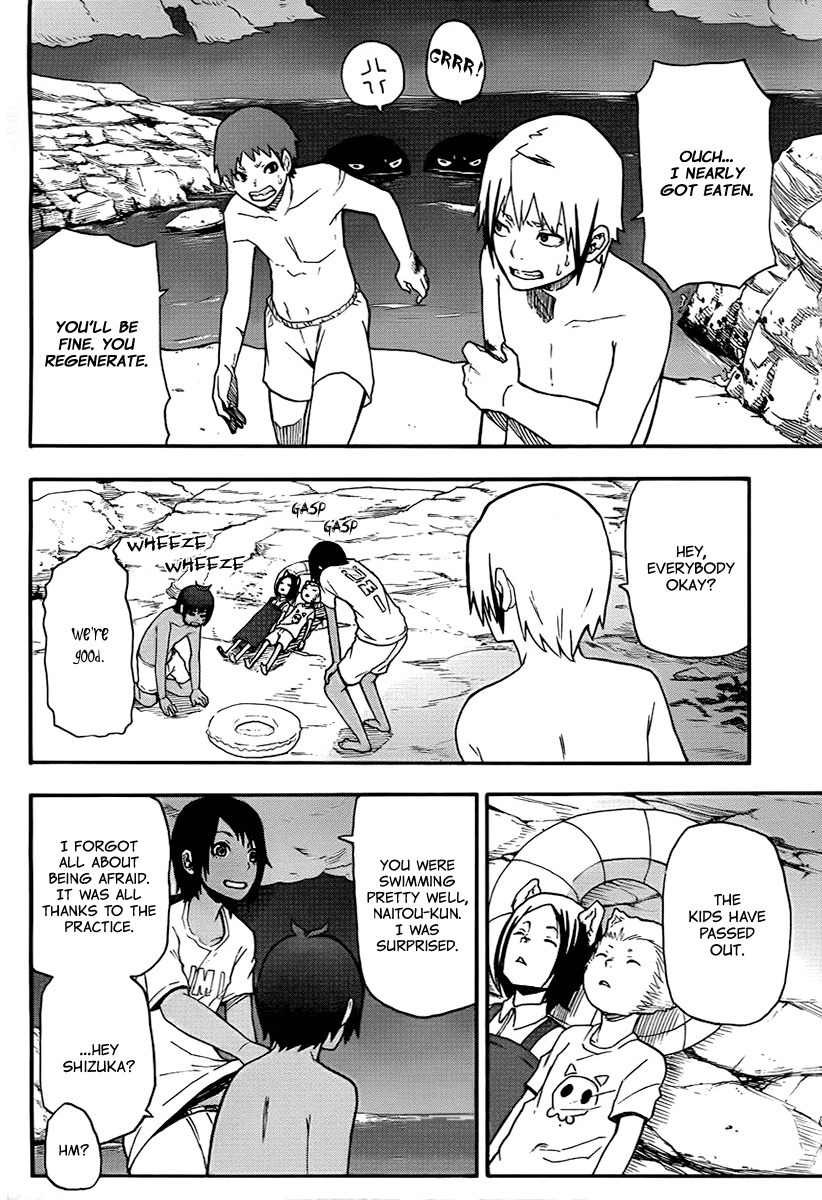 OUCH...
I NEARLY
GOT EATEN.
GRRR!
YOU'LL BE
FINE. YOU
REGENERATE.
HEY,
EVERYBODY
OKAY?
GASP
GASP
WHEEZE
WHEEZE
We're
good.
THE
KIDS HAVE
PASSED
OUT.
YOU WERE
SWIMMING
PRETTY WELL,
NAITOU-KUN.
I WAS
SURPRISED.
I FORGOT
ALL ABOUT
BEING AFRAID.
IT WAS ALL
THANKS TO THE
PRACTICE.
...HEY
SHIZUKA?
HM?